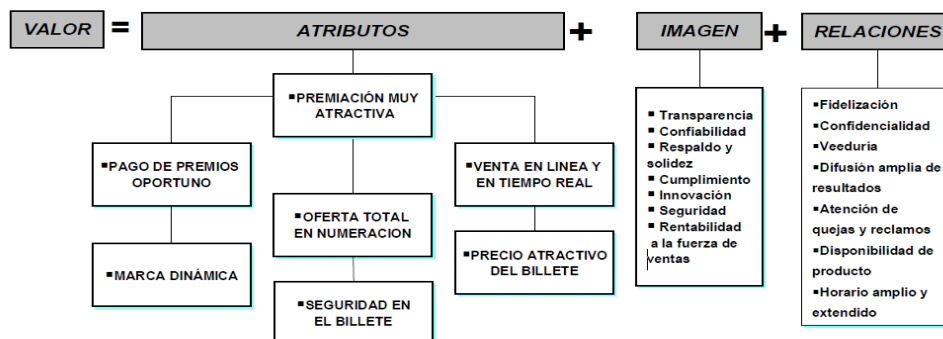 VALOR = ATRIBUTOS + IMAGEN + RELACIONES
▪PREMIACIÓN MUY
ATRACTIVA
▪PAGO DE PREMIOS
OPORTUNO
▪VENTA EN LINEA Y
EN TIEMPO REAL
▪OFERTA TOTAL
EN NUMERACION
▪MARCA DINÁMICA
▪PRECIO ATRACTIVO
DEL BILLETE
▪SEGURIDAD EN
EL BILLETE
▪ Transparencia
▪ Confiabilidad
▪ Respaldo y
solidez
▪ Cumplimiento
▪ Innovación
▪ Seguridad
▪ Rentabilidad
a la fuerza de
ventas
▪Fidelización
▪Confidencialidad
▪Veeduría
▪Difusión amplia de
resultados
▪Atención de
quejas y reclamos
▪Disponibilidad de
producto
▪Horario amplio y
extendido